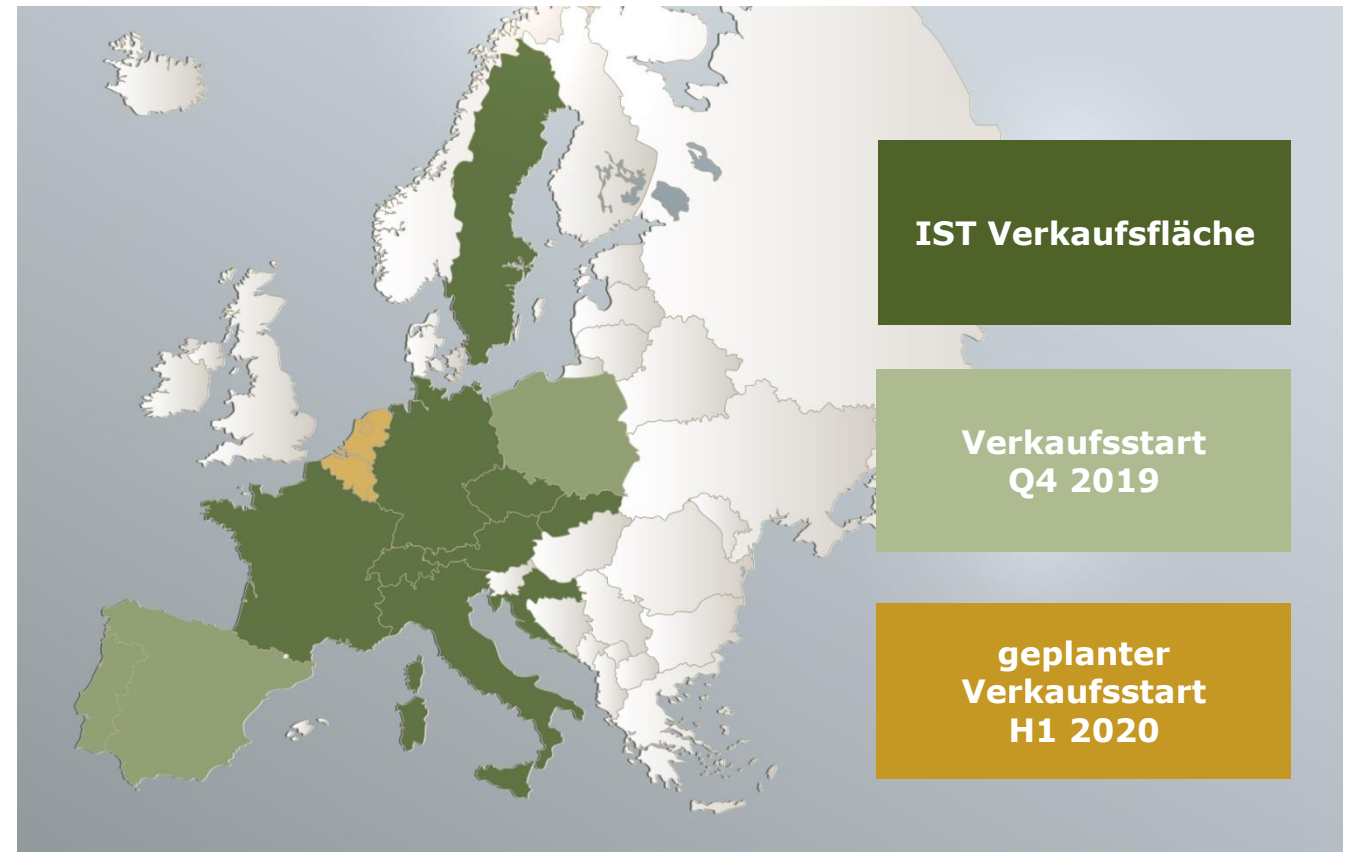 IST Verkaufsfläche
Verkaufsstart
Q4 2019
geplanter
Verkaufsstart
H1 2020